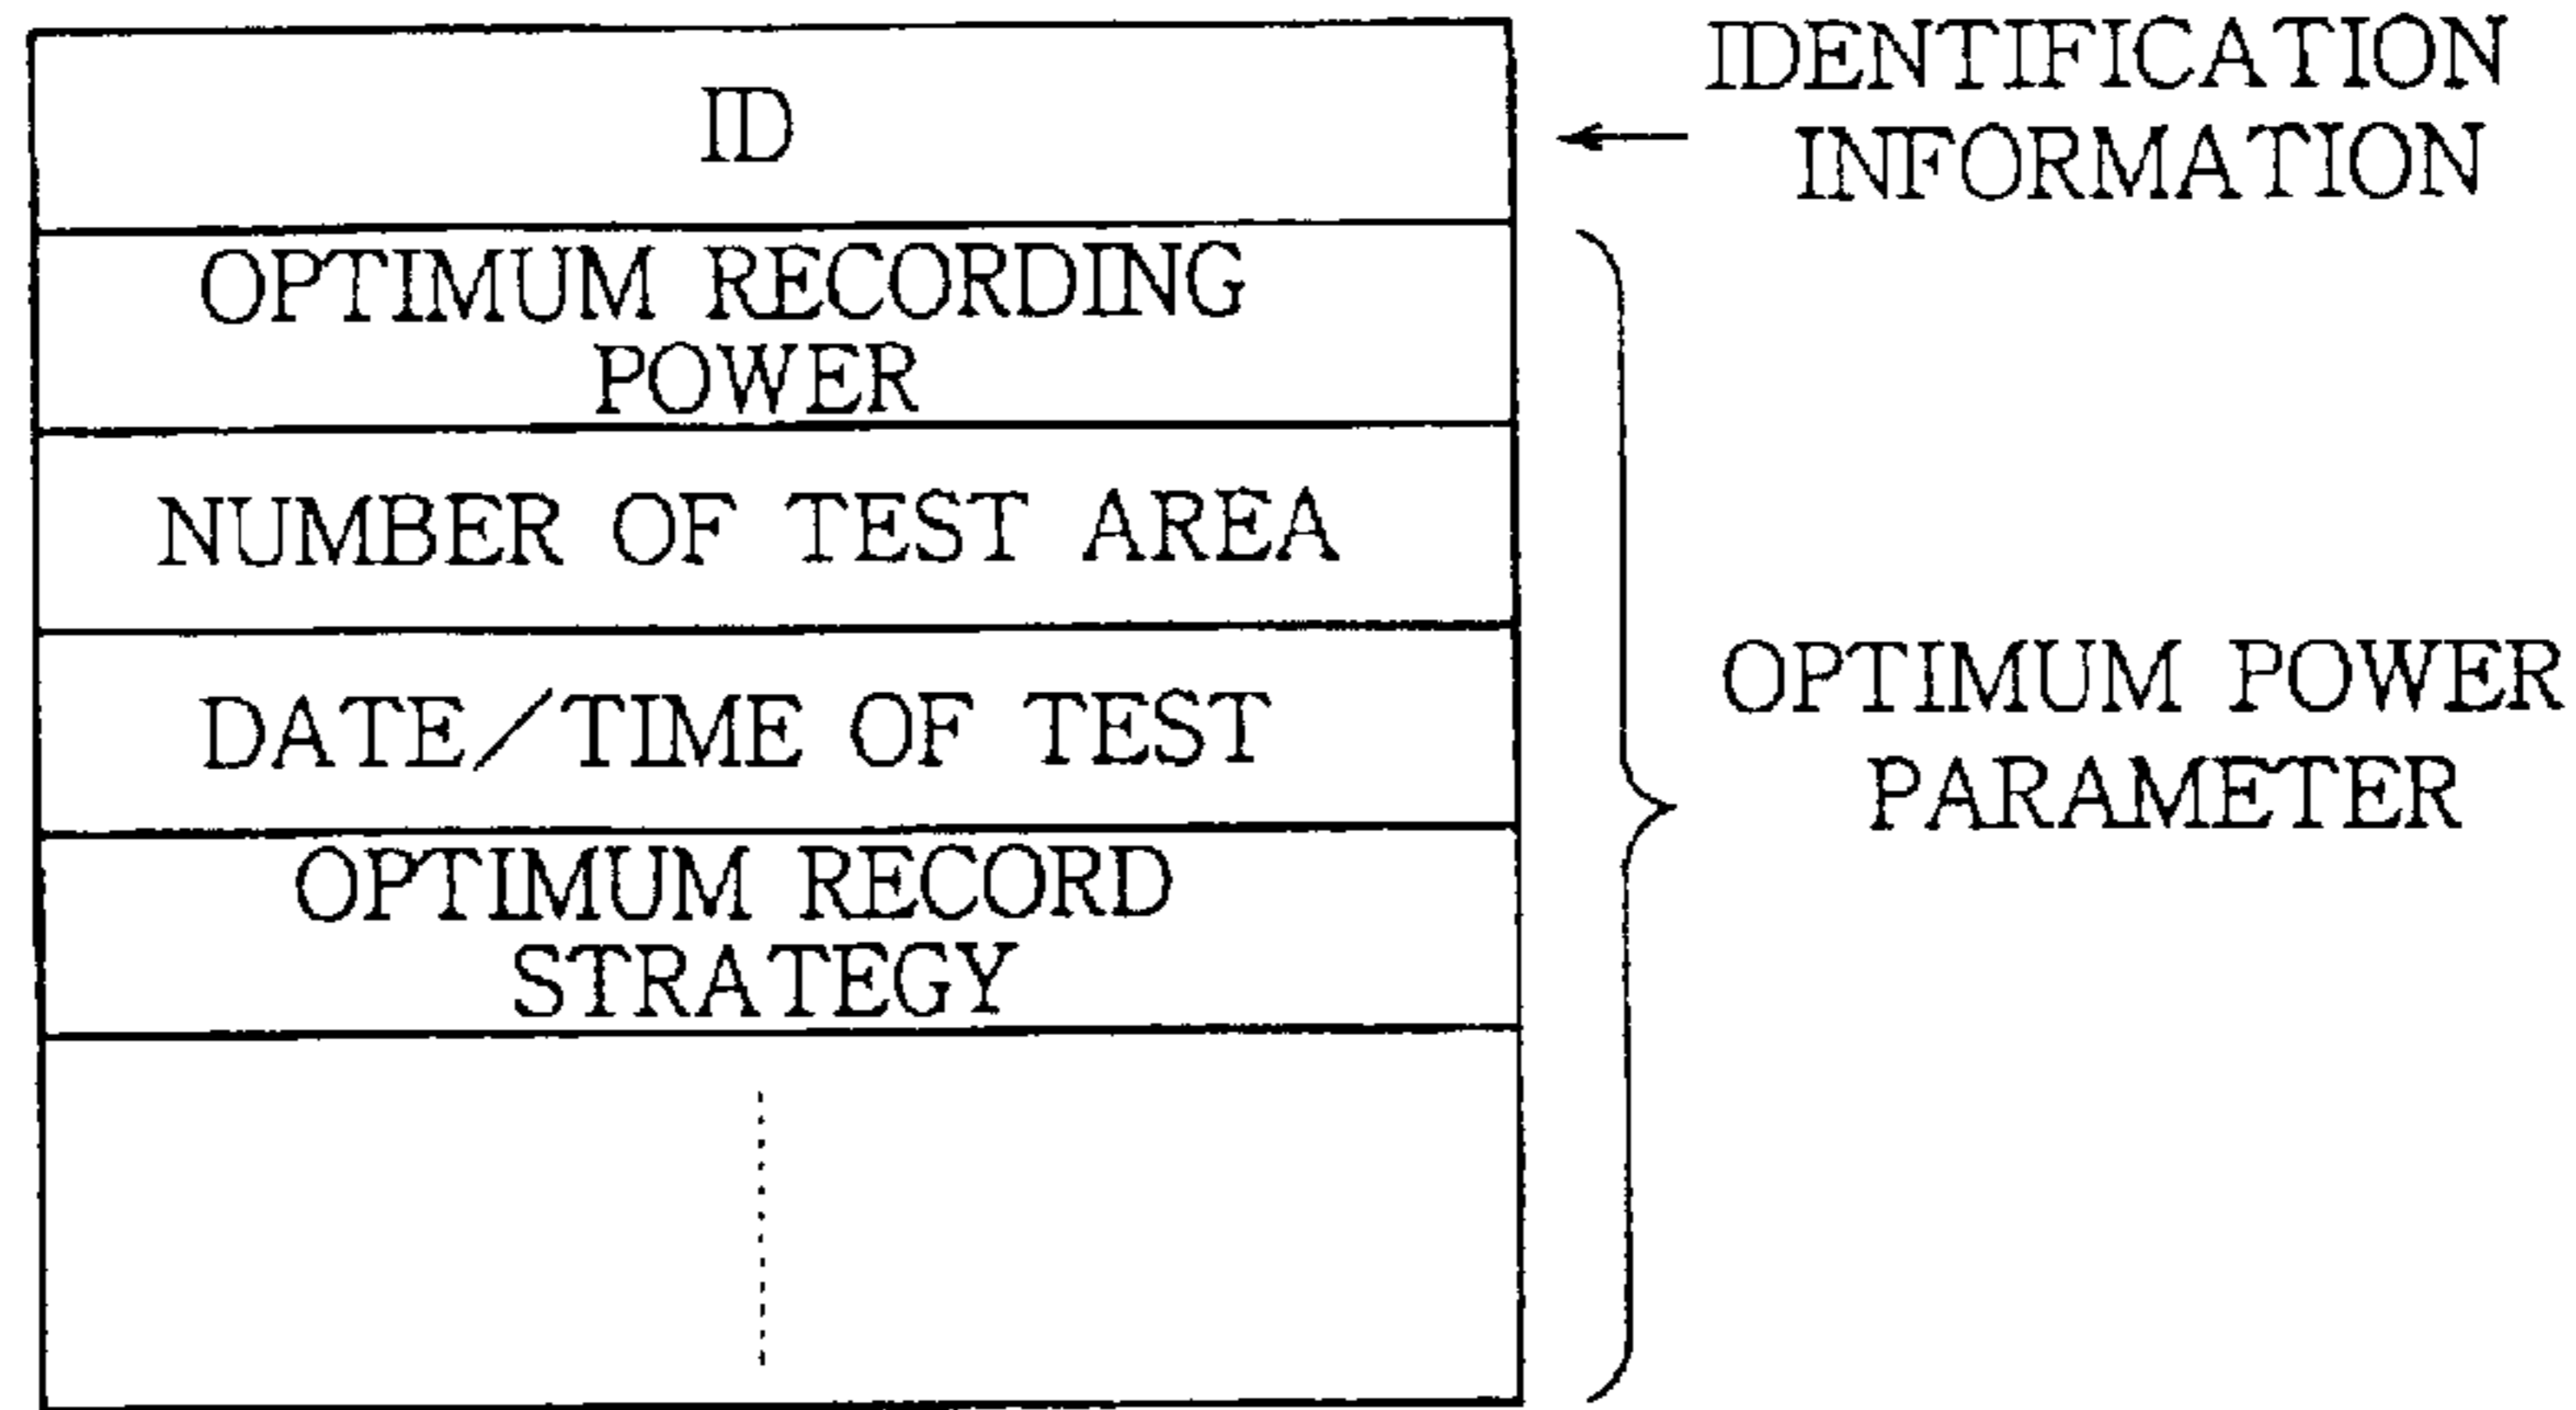 ID
OPTIMUM RECORDING
POWER
NUMBER OF TEST AREA
DATE/TIME OF TEST
OPTIMUM RECORD
STRATEGY
IDENTIFICATION
INFORMATION
OPTIMUM POWER
PARAMETER